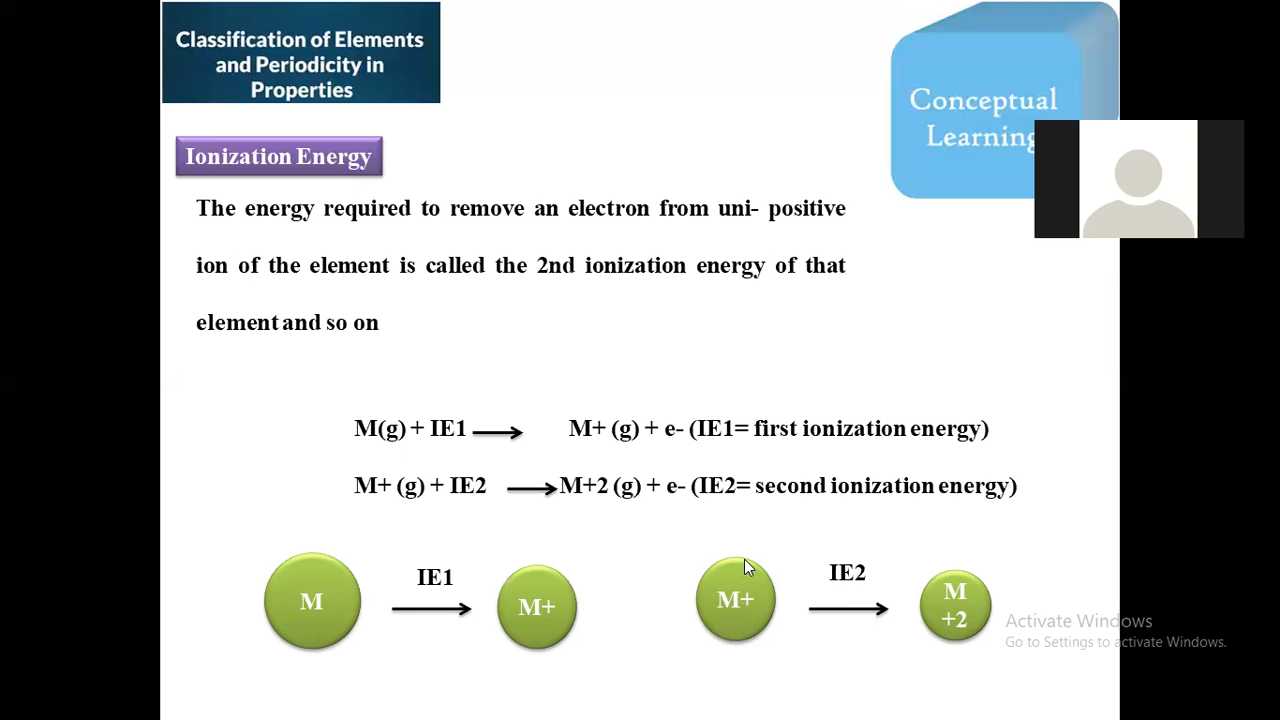 Classification of Elements
and Periodicity in
Properties
Conceptual
Learning
Ionization Energy
The energy required to remove an electron from uni- positive
ion of the element is called the 2nd ionization energy of that
element and so on
M(g) + IE1 → M+ (g) + e- (IE1= first ionization energy)
M+ (g) + IE2 → M+2 (g) + e- (IE2= second ionization energy)
M IE1 M+ M+ IE2 M
+2
Activate Windows
Go to Settings to activate Windows.